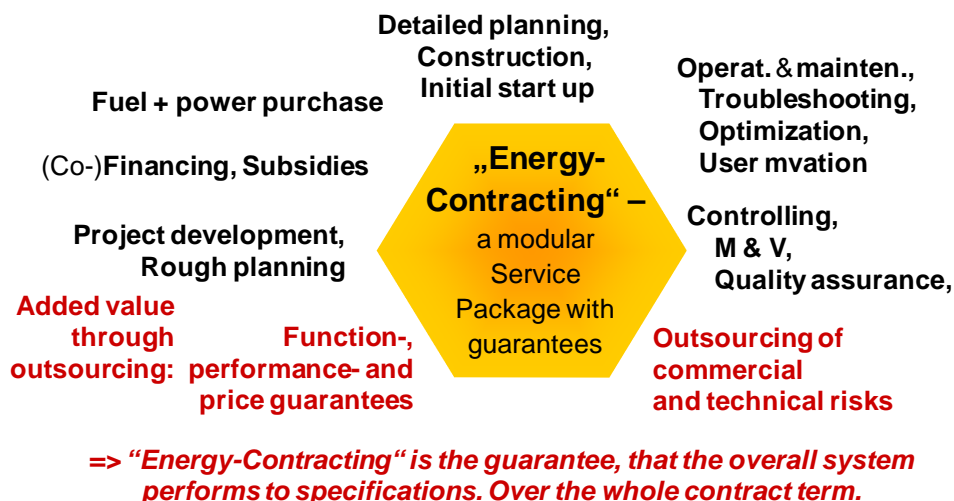 Detailed planning,
Construction,
Initial start up
Operat. & mainten.,
Troubleshooting,
Optimization,
User mvation
Fuel + power purchase
(Co-)Financing, Subsidies
Project development,
Rough planning
„Energy-
Contracting“ –
a modular
Service
Package with
guarantees
Controlling,
M & V,
Quality assurance,
Added value
through
outsourcing:
Function-,
performance- and
price guarantees
Outsourcing of
commercial
and technical risks
=> “Energy-Contracting“ is the guarantee, that the overall system
performs to specifications. Over the whole contract term.